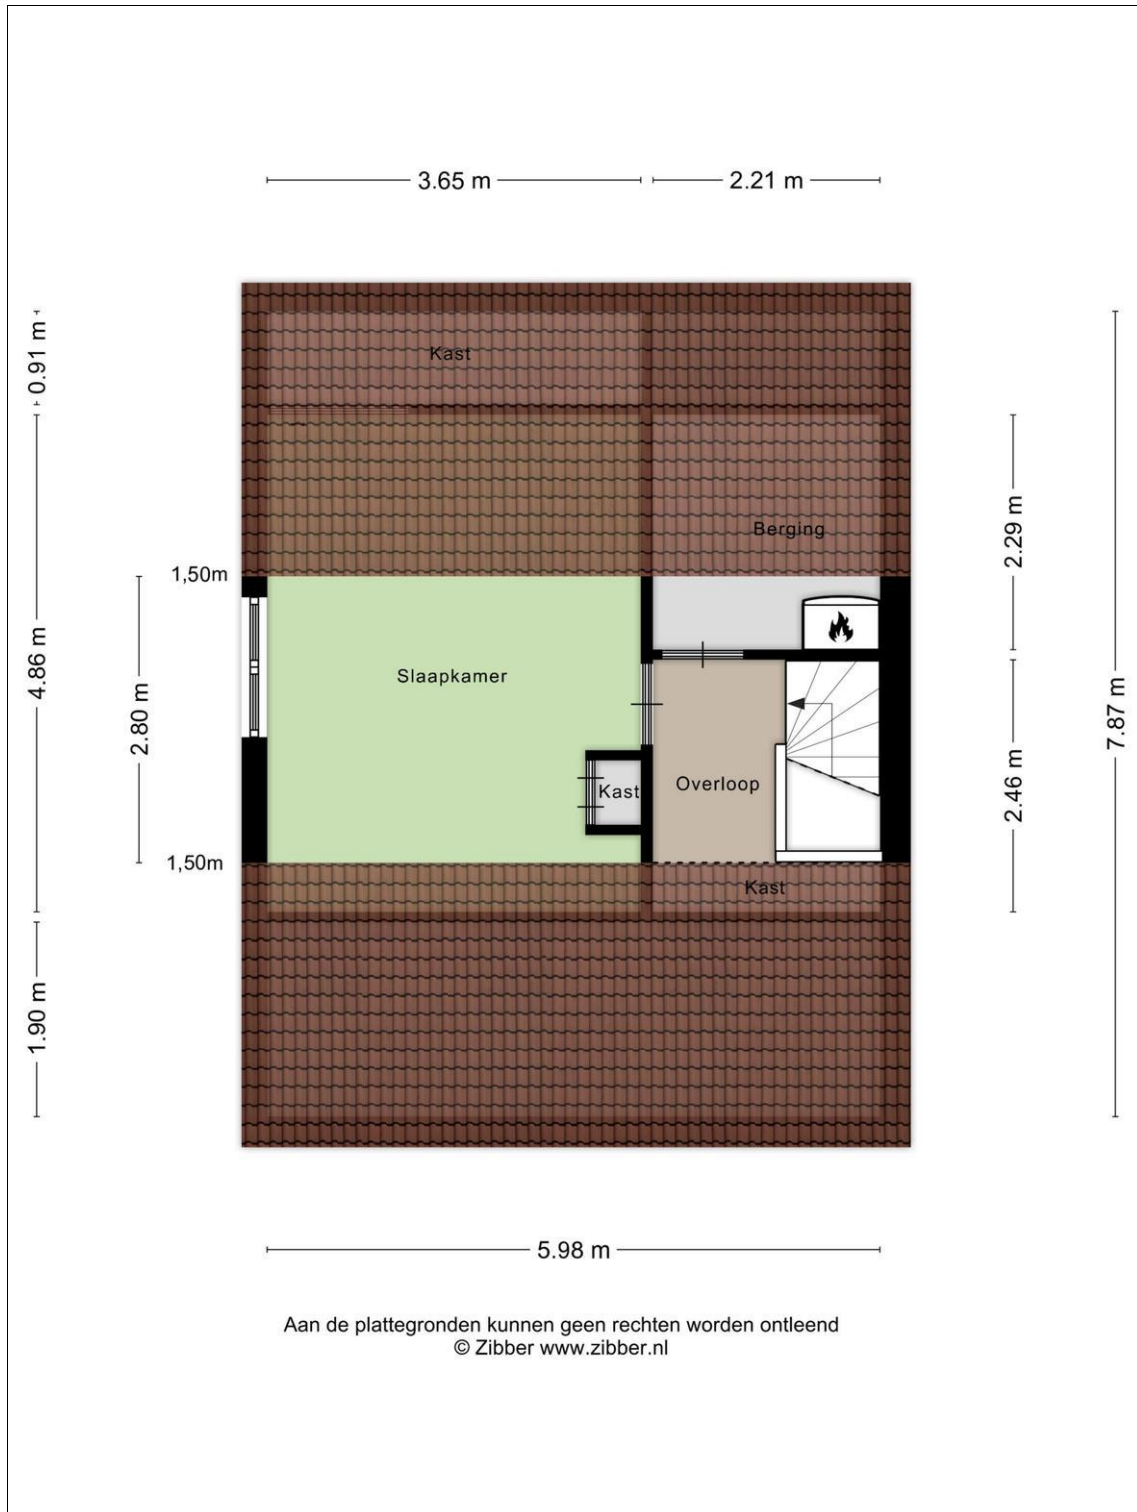 3.65 m
2.21 m
0.91 m
Kast
2.29 m
Berging
1,50m
4.86 m
Slaapkamer
7.87 m
2.80 m
Overloop
Kast
2.46 m
1,50m
Kast
1.90 m
5.98 m
Aan de plattegronden kunnen geen rechten worden ontleend
© Zibber www.zibber.nl